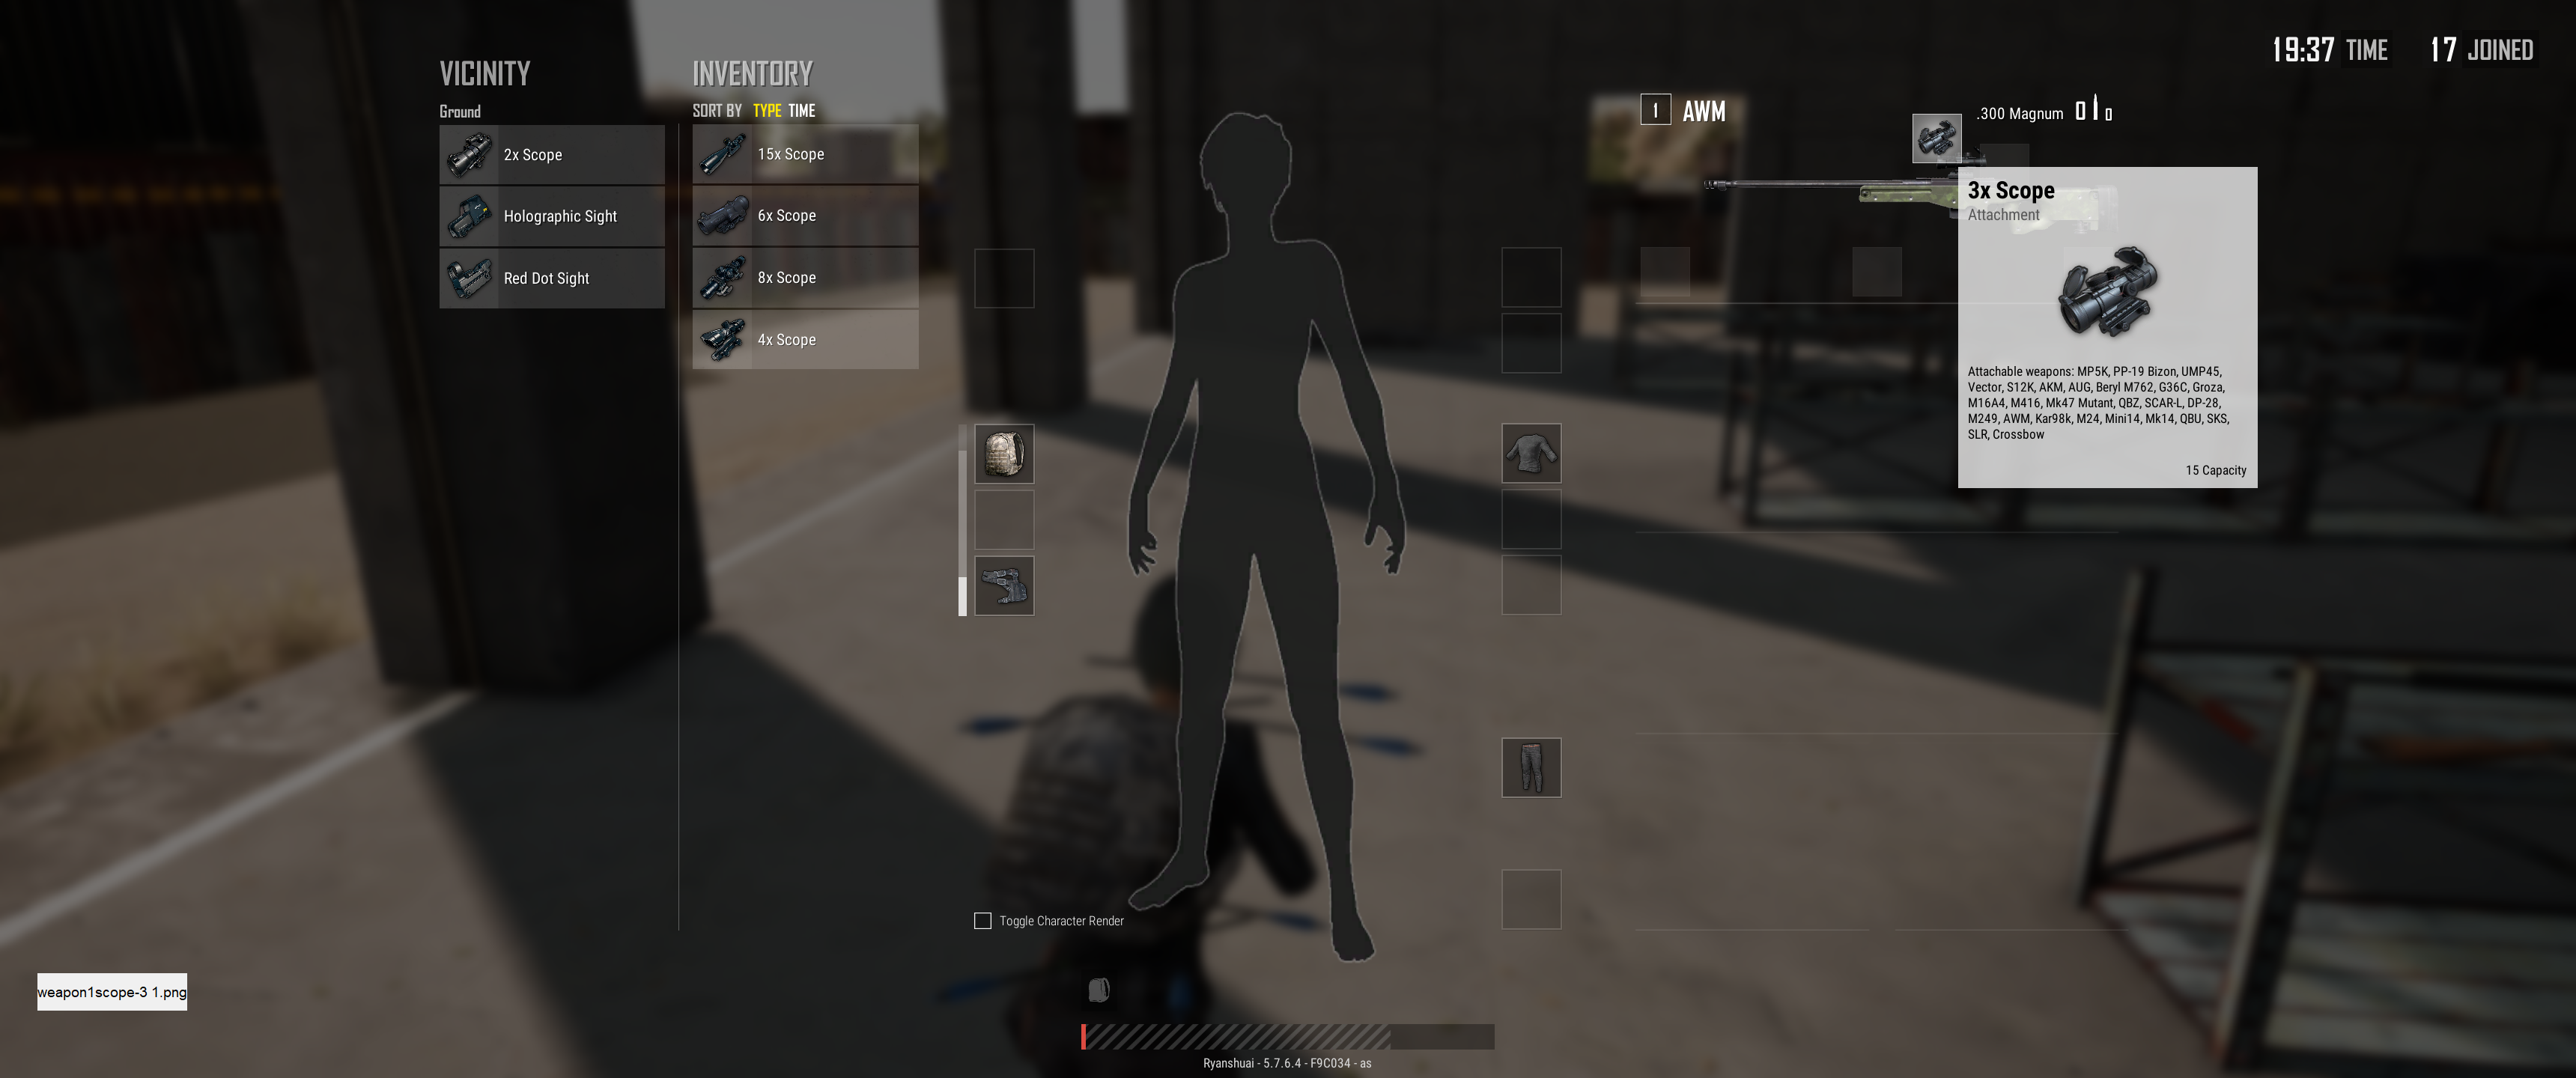 19:37 TIME 17 JOINED
VICINITY
Ground
2x Scope
Holographic Sight
Red Dot Sight
INVENTORY
SORT BY TYPE TIME
15x Scope
6x Scope
8x Scope
4x Scope
1 AWM
.300 Magnum 0 0
3x Scope
Attachment
Attachable weapons: MP5K, PP-19 Bizon, UMP45,
Vector, S12K, AKM, AUG, Beryl M762, G36C, Groza,
M16A4, M416, Mk47 Mutant, QBZ, SCAR-L, DP-28,
M249, AWM, Kar98k, M24, Mini14, Mk14, QBU, SKS,
SLR, Crossbow
15 Capacity
Toggle Character Render
weapon1scope-3 1.png
Ryanshuai - 5.7.6.4 - F9C034 - as